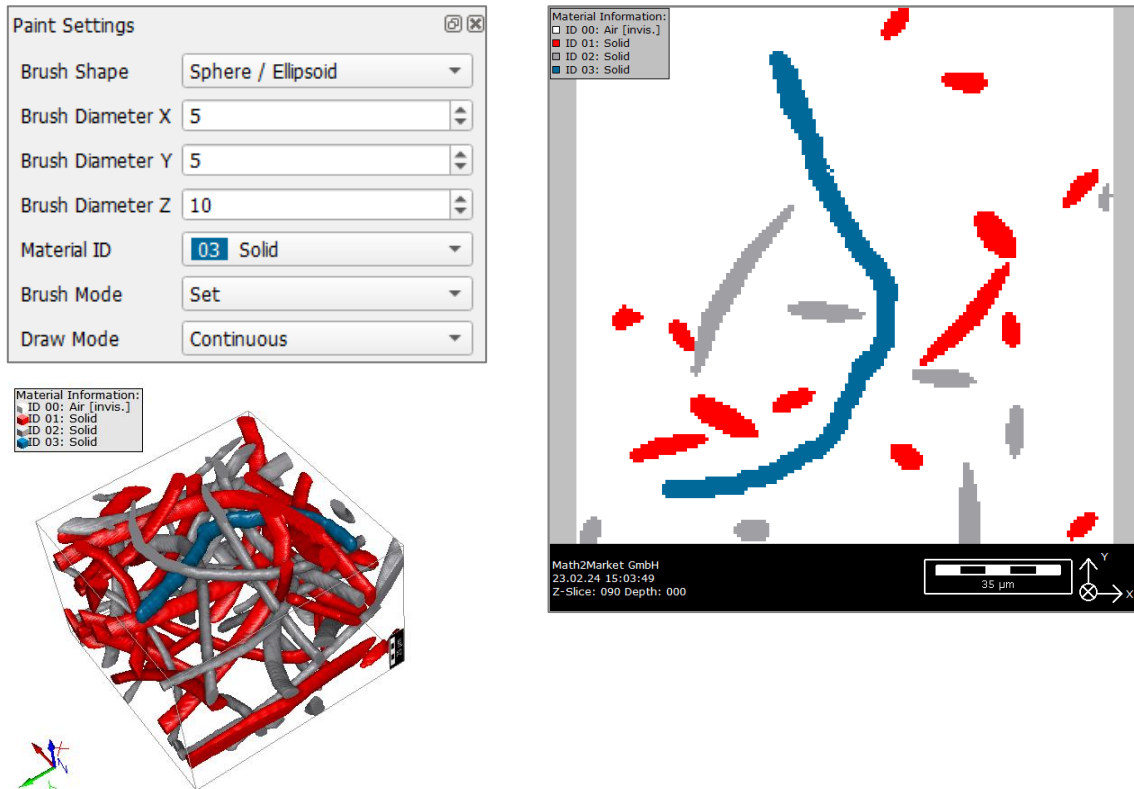 Paint Settings
Brush Shape Sphere / Ellipsoid
Brush Diameter X 5
Brush Diameter Y 5
Brush Diameter Z 10
Material ID 03 Solid
Brush Mode Set
Draw Mode Continuous
Material Information:
ID 00: Air [invis.]
ID 01: Solid
ID 02: Solid
ID 03: Solid
Math2Market GmbH
23.02.24 15:03:49
Z-Slice: 090 Depth: 000
35 µm
Y
X
Material Information:
ID 00: Air [invis.]
ID 01: Solid
ID 02: Solid
ID 03: Solid